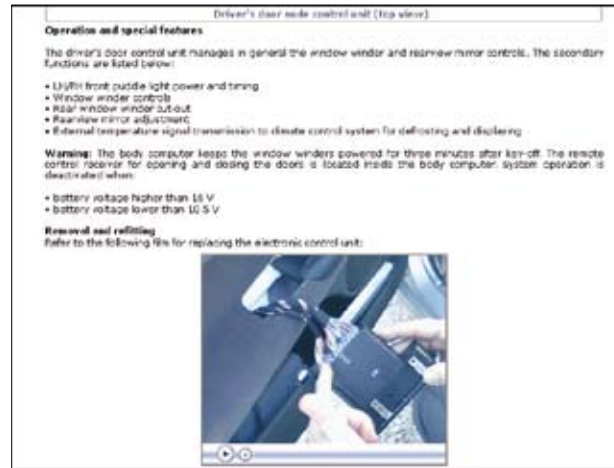 Driver's door node control unit (top view)
Operation and special features
The driver's door control unit manages in general the window winder and rearview mirror controls. The secondary
functions are listed below:
• LH/RH front puddle light power and timing
• Window winder controls
• Rear window winder cut-out
• Rearview mirror adjustment
• External temperature signal transmission to climate control system for defrosting and displaying
Warning: The body computer keeps the window winders powered for three minutes after key-off. The remote
control receiver for opening and closing the doors is located inside the body computer. System operation is
deactivated when:
• battery voltage higher than 16 V
• battery voltage lower than 10.5 V
Removal and refitting
Refer to the following film for replacing the electronic control unit: